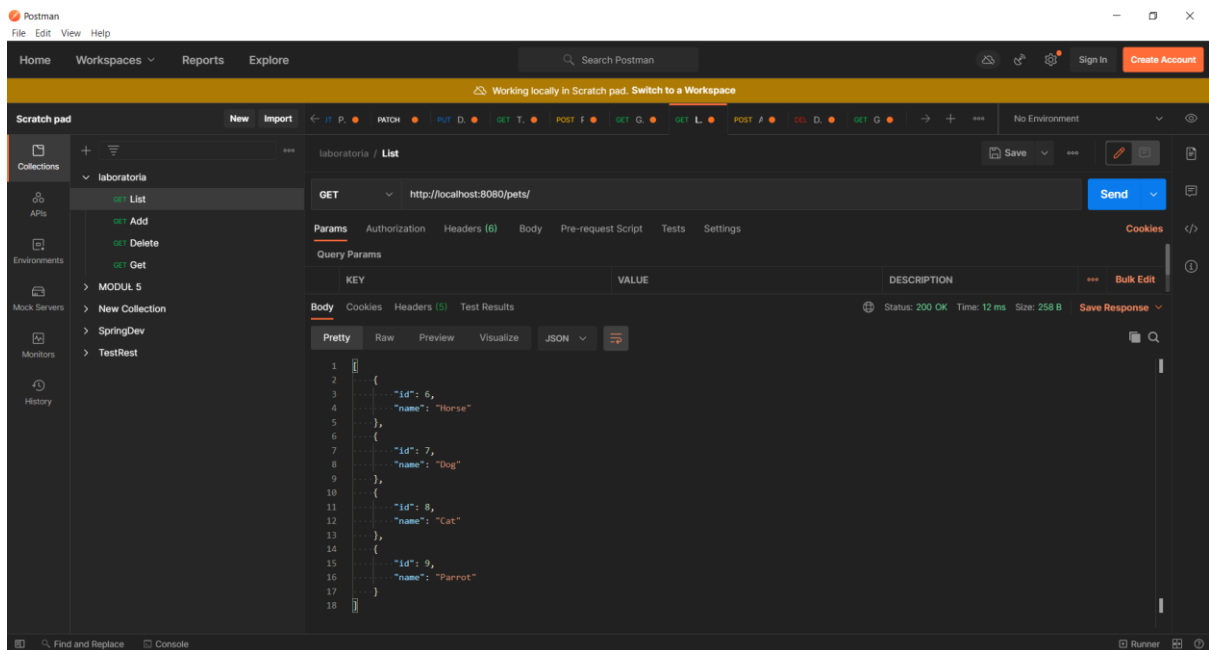 Postman
File Edit View Help
Home Workspaces Reports Explore Search Postman Sign In Create Account
Working locally in Scratch pad. Switch to a Workspace
Scratch pad New Import PATCH PUT D. GET T. POST GET G. GET L. POST D. GET G No Environment
Collections
APIs
Environments
Mock Servers
Monitors
History
laboratoria
GET List
GET Add
GET Delete
GET Get
MODUŁ 5
New Collection
SpringDev
TestRest
laboratoria / List Save
GET http://localhost:8080/pets/ Send
Params Authorization Headers (6) Body Pre-request Script Tests Settings Cookies
Query Params
KEY VALUE DESCRIPTION Bulk Edit
Body Cookies Headers (5) Test Results Status: 200 OK Time: 12 ms Size: 258 B Save Response
Pretty Raw Preview Visualize JSON
1 [
2 {
3 "id": 6,
4 "name": "Horse"
5 },
6 {
7 "id": 7,
8 "name": "Dog"
9 },
10 {
11 "id": 8,
12 "name": "Cat"
13 },
14 {
15 "id": 9,
16 "name": "Parrot"
17 }
18 ]
Find and Replace Console Runner